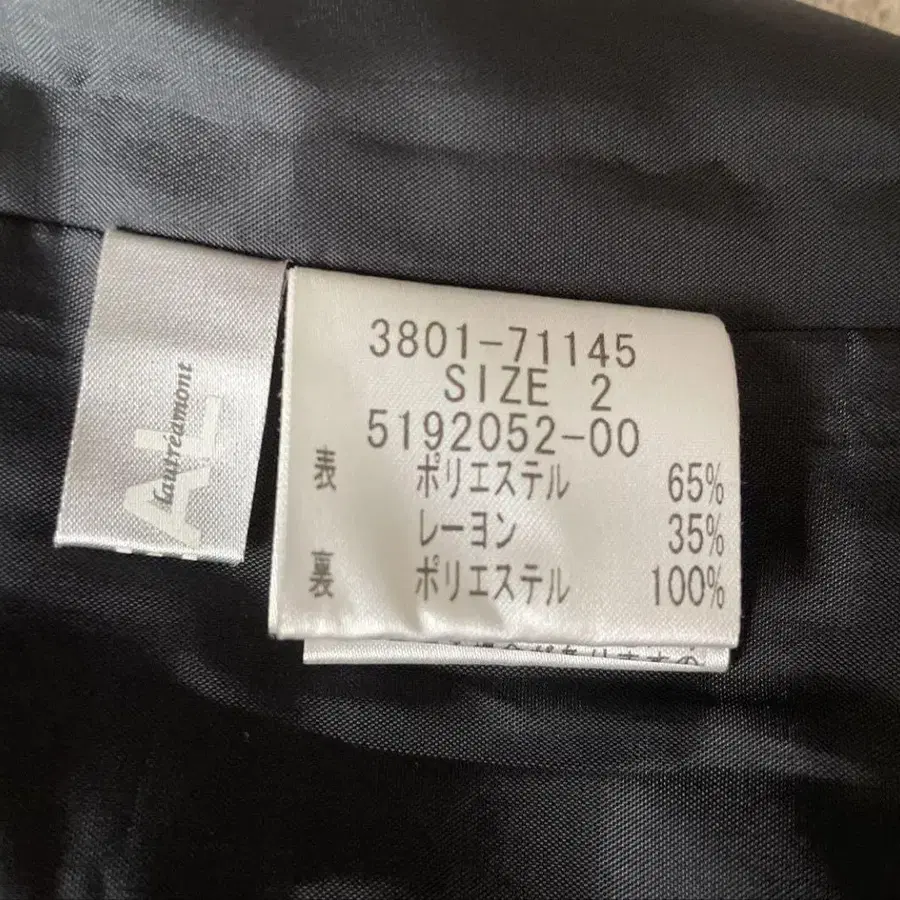 AL
Lautréamont
3801-71145
SIZE 2
5192052-00
表 ポリエステル 65%
レーヨン 35%
裏 ポリエステル 100%